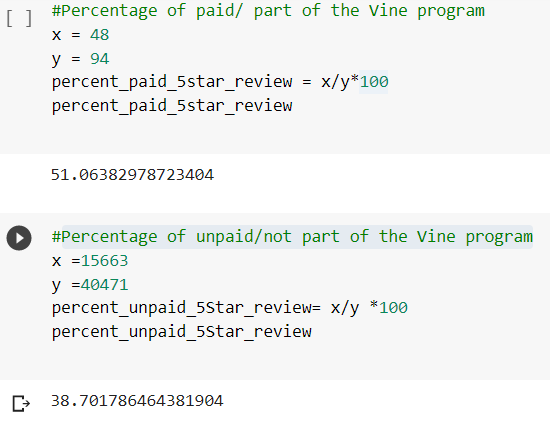 [ ] #Percentage of paid/ part of the Vine program
x = 48
y = 94
percent_paid_5star_review = x/y*100
percent_paid_5star_review
51.06382978723404
#Percentage of unpaid/not part of the Vine program
x =15663
y =40471
percent_unpaid_5Star_review= x/y *100
percent_unpaid_5Star_review
38.701786464381904